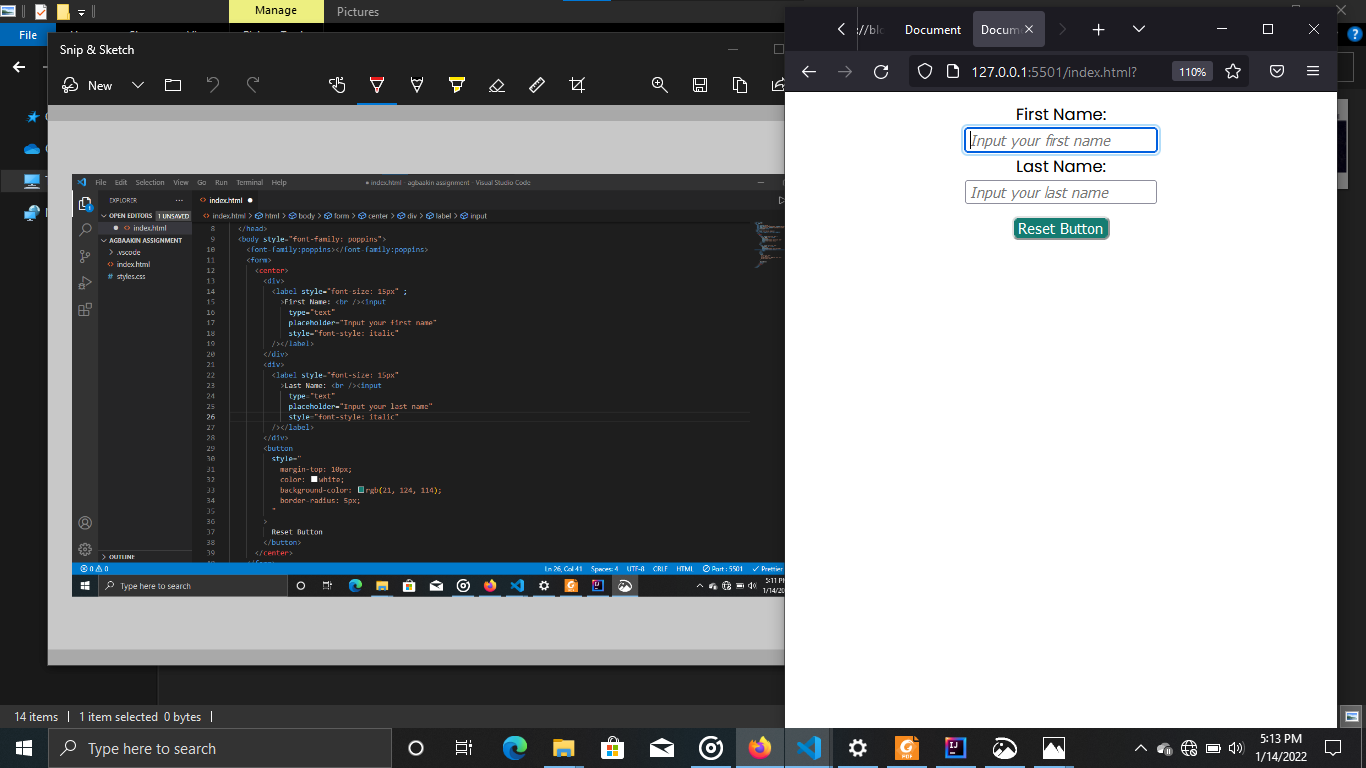 Manage
Pictures
File
Snip & Sketch
New
File Edit Selection View Go Run Terminal Help
● index.html - agbaakin assignment - Visual Studio Code
EXPLORER
OPEN EDITORS 1 UNSAVED
index.html
AGBAAKIN ASSIGNMENT
.vscode
index.html
styles.css
OUTLINE
index.html
index.html > html > body > form > center > div > label > input
8 </head>
9 <body style="font-family: poppins">
10 <font-family:poppins></font-family:poppins>
11 <form>
12 <center>
13 <div>
14 <label style="font-size: 15px" ;
15 >First Name: <br /><input
16 type="text"
17 placeholder="Input your first name"
18 style="font-style: italic"
19 /></label>
20 </div>
21 <div>
22 <label style="font-size: 15px"
23 >Last Name: <br /><input
24 type="text"
25 placeholder="Input your last name"
26 style="font-style: italic"
27 /></label>
28 </div>
29 <button
30 style="
31 margin-top: 10px;
32 color: white;
33 background-color: rgb(21, 124, 114);
34 border-radius: 5px;
35 "
36 >
37 Reset Button
38 </button>
39 </center>
0 0 Ln 26, Col 41 Spaces: 4 UTF-8 CRLF HTML Port : 5501 Prettier
Type here to search
5:11 P
1/14/20
Document
Docum
127.0.0.1:5501/index.html?
110%
First Name:
Input your first name
Last Name:
Input your last name
Reset Button
14 items 1 item selected 0 bytes
Type here to search
5:13 PM
1/14/2022